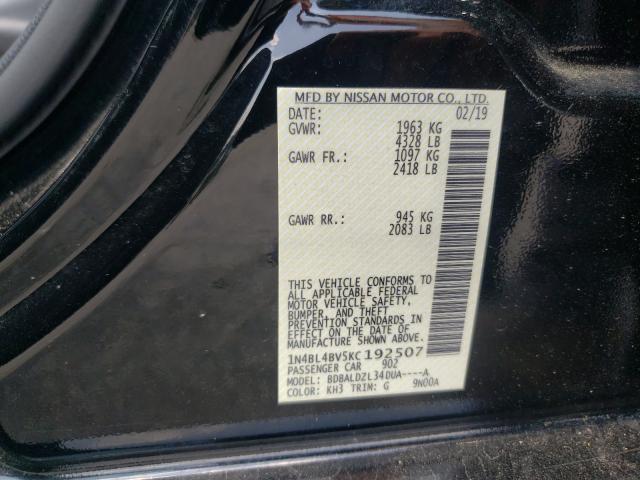 MFD BY NISSAN MOTOR CO., LTD.
DATE: 02/19
GVWR: 1963 KG
4328 LB
GAWR FR.: 1097 KG
2418 LB
GAWR RR.: 945 KG
2083 LB
THIS VEHICLE CONFORMS TO
ALL APPLICABLE FEDERAL
MOTOR VEHICLE SAFETY,
BUMPER, AND THEFT
PREVENTION STANDARDS IN
EFFECT ON THE DATE OF
MANUFACTURE SHOWN ABOVE.
1N4BL4BV5KC192507
PASSENGER CAR 902
MODEL: BDBALDZL34DUA----A
COLOR: KH3 TRIM: G 9N00A